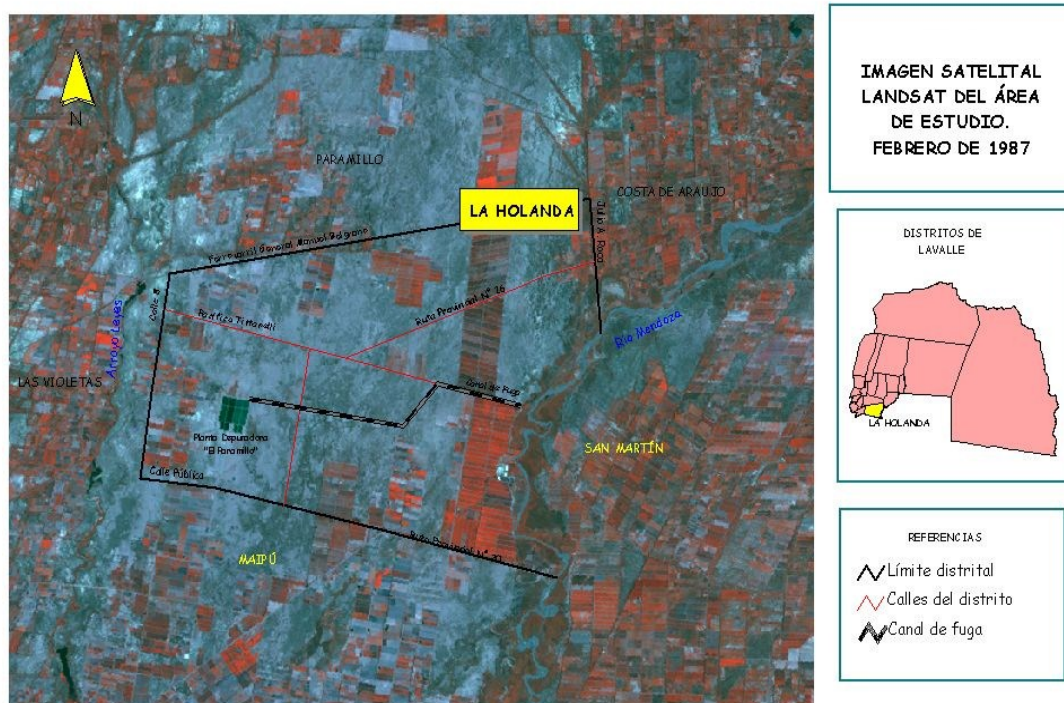 IMAGEN SATELITAL
LANDSAT DEL ÁREA
DE ESTUDIO.
FEBRERO DE 1987
N
PARAMILLO
COSTA DE ARAUJO
LA HOLANDA
Julio A. Roca
Ferrocarril General Manuel Belgrano
Calle 8
Arroyo Leyes
Pacífico Tittarelli
Ruta Provincial Nº 26
Río Mendoza
LAS VIOLETAS
Canal de Fuga
Planta Depuradora
"El Paramillo"
SAN MARTÍN
Calle Pública
Ruta Provincial Nº
MAIPÚ
DISTRITOS DE
LAVALLE
LA HOLANDA
REFERENCIAS
Límite distrital
Calles del distrito
Canal de fuga